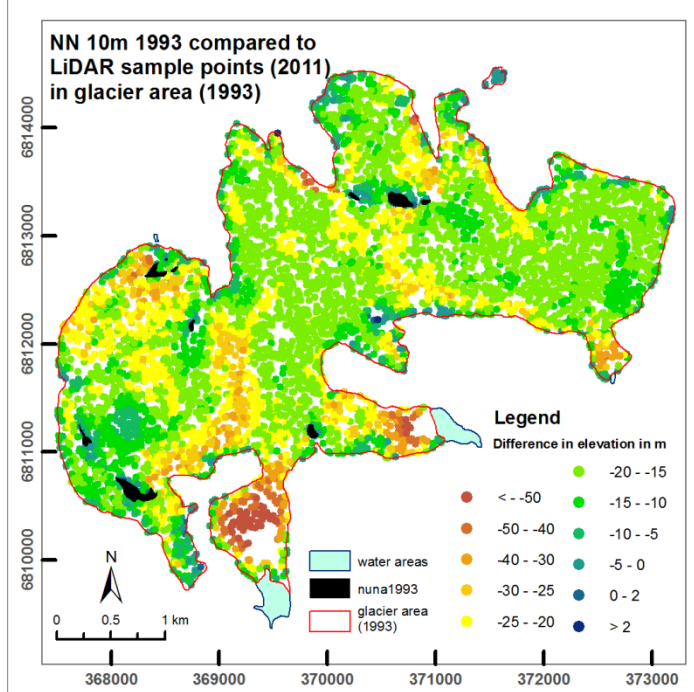 NN 10m 1993 compared to
LiDAR sample points (2011)
in glacier area (1993)
6814000
6813000
6812000
6811000
6810000
Legend
Difference in elevation in m
< - -50
-50 - -40
-40 - -30
-30 - -25
-25 - -20
-20 - -15
-15 - -10
-10 - -5
-5 - 0
0 - 2
> 2
water areas
nuna1993
glacier area
(1993)
N
0 0.5 1 km
368000 369000 370000 371000 372000 373000